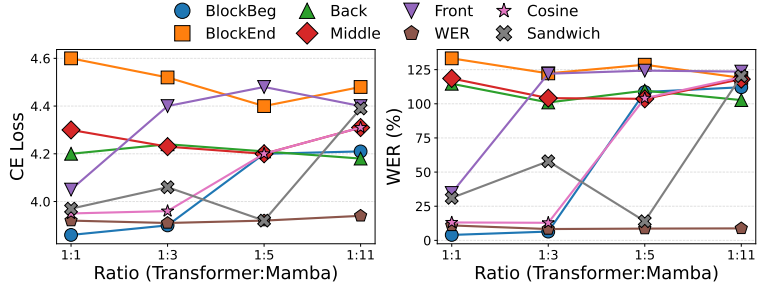 BlockBeg Back Front Cosine
BlockEnd Middle WER Sandwich
CE Loss
4.6
4.4
4.2
4.0
1:1 1:3 1:5 1:11
Ratio (Transformer:Mamba)
WER (%)
125
100
75
50
25
0
1:1 1:3 1:5 1:11
Ratio (Transformer:Mamba)